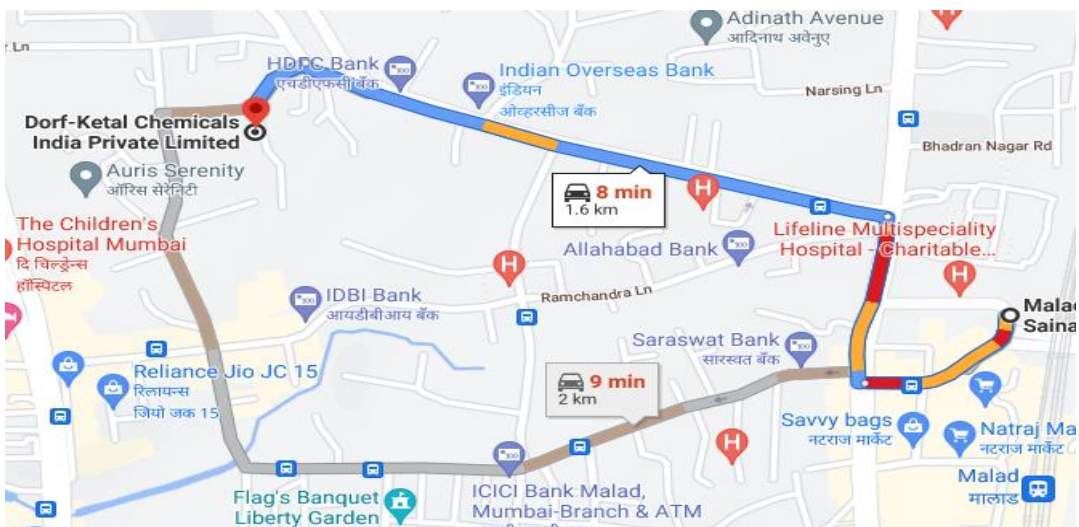 Adinath Avenue
आदिनाथ अवेनुए
HDFC Bank
एचडीएफसी बँक
Indian Overseas Bank
इंडियन
ओव्हरसीज बँक
Narsing Ln
Dorf-Ketal Chemicals
India Private Limited
Bhadran Nagar Rd
Auris Serenity
ऑरिस सेरेनिटी
8 min
1.6 km
The Children's
Hospital Mumbai
दि चिल्ड्रेन्स
हॉस्पिटल
Lifeline Multispeciality
Hospital - Charitable...
Allahabad Bank
IDBI Bank
आयडीबीआय बँक
Ramchandra Ln
Malad
Saina
Saraswat Bank
सारस्वत बँक
Reliance Jio JC 15
रिलायन्स
जियो जक 15
9 min
2 km
Savvy bags
नटराज मार्केट
Natraj Ma
नटराज मार्केट
Malad
मालाड
ICICI Bank Malad,
Mumbai-Branch & ATM
Flag's Banquet
Liberty Garden